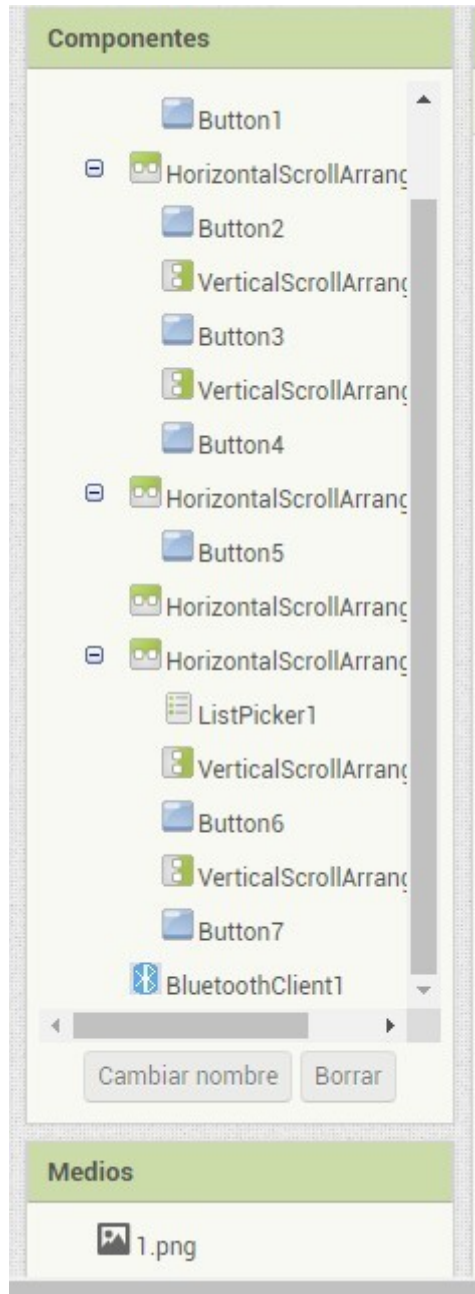 Componentes
Button1
HorizontalScrollArrang
Button2
VerticalScrollArrang
Button3
VerticalScrollArrang
Button4
HorizontalScrollArrang
Button5
HorizontalScrollArrang
HorizontalScrollArrang
ListPicker1
VerticalScrollArrang
Button6
VerticalScrollArrang
Button7
BluetoothClient1
Cambiar nombre Borrar
Medios
1.png